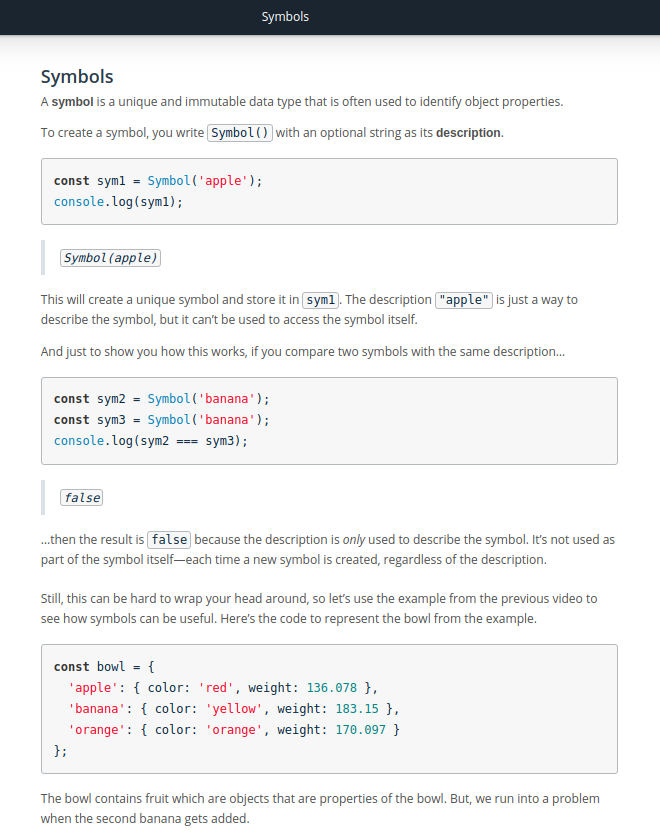 Symbols
Symbols
A symbol is a unique and immutable data type that is often used to identify object properties.
To create a symbol, you write Symbol() with an optional string as its description.
const sym1 = Symbol('apple');
console.log(sym1);
Symbol(apple)
This will create a unique symbol and store it in sym1. The description "apple" is just a way to
describe the symbol, but it can’t be used to access the symbol itself.
And just to show you how this works, if you compare two symbols with the same description…
const sym2 = Symbol('banana');
const sym3 = Symbol('banana');
console.log(sym2 === sym3);
false
…then the result is false because the description is only used to describe the symbol. It’s not used as
part of the symbol itself—each time a new symbol is created, regardless of the description.
Still, this can be hard to wrap your head around, so let’s use the example from the previous video to
see how symbols can be useful. Here’s the code to represent the bowl from the example.
const bowl = {
  'apple': { color: 'red', weight: 136.078 },
  'banana': { color: 'yellow', weight: 183.15 },
  'orange': { color: 'orange', weight: 170.097 }
};
The bowl contains fruit which are objects that are properties of the bowl. But, we run into a problem
when the second banana gets added.